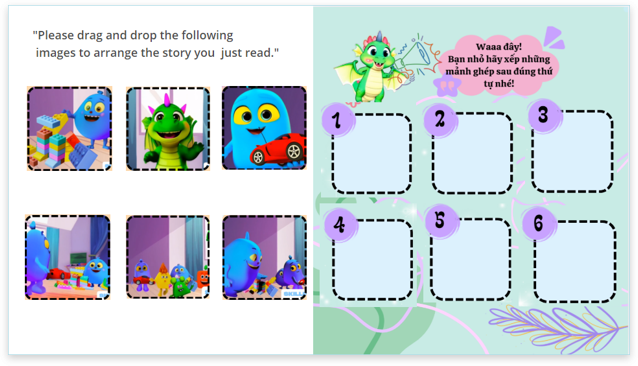 "Please drag and drop the following
images to arrange the story you just read."
Waaa đây!
Bạn nhỏ hãy xếp những
mảnh ghép sau đúng thứ
tự nhé!
1
2
3
4
5
6